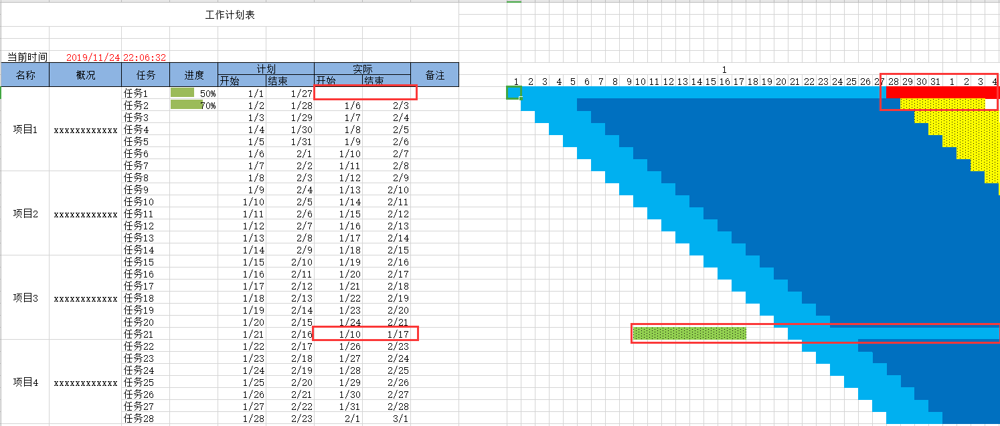 工作计划表
当前时间 2019/11/24 22:06:32
名称 概况 任务 进度 计划 实际 备注 1
开始 结束 开始 结束 1 2 3 4 5 6 7 8 9 10 11 12 13 14 15 16 17 18 19 20 21 22 23 24 25 26 27 28 29 30 31 1 2 3 4
任务1 50% 1/1 1/27
任务2 70% 1/2 1/28 1/6 2/3
任务3 1/3 1/29 1/7 2/4
项目1 xxxxxxxxxxxx 任务4 1/4 1/30 1/8 2/5
任务5 1/5 1/31 1/9 2/6
任务6 1/6 2/1 1/10 2/7
任务7 1/7 2/2 1/11 2/8
任务8 1/8 2/3 1/12 2/9
任务9 1/9 2/4 1/13 2/10
任务10 1/10 2/5 1/14 2/11
项目2 xxxxxxxxxxxx 任务11 1/11 2/6 1/15 2/12
任务12 1/12 2/7 1/16 2/13
任务13 1/13 2/8 1/17 2/14
任务14 1/14 2/9 1/18 2/15
任务15 1/15 2/10 1/19 2/16
任务16 1/16 2/11 1/20 2/17
任务17 1/17 2/12 1/21 2/18
项目3 xxxxxxxxxxxx 任务18 1/18 2/13 1/22 2/19
任务19 1/19 2/14 1/23 2/20
任务20 1/20 2/15 1/24 2/21
任务21 1/21 2/16 1/10 1/17
任务22 1/22 2/17 1/26 2/23
任务23 1/23 2/18 1/27 2/24
任务24 1/24 2/19 1/28 2/25
项目4 xxxxxxxxxxxx 任务25 1/25 2/20 1/29 2/26
任务26 1/26 2/21 1/30 2/27
任务27 1/27 2/22 1/31 2/28
任务28 1/28 2/23 2/1 3/1